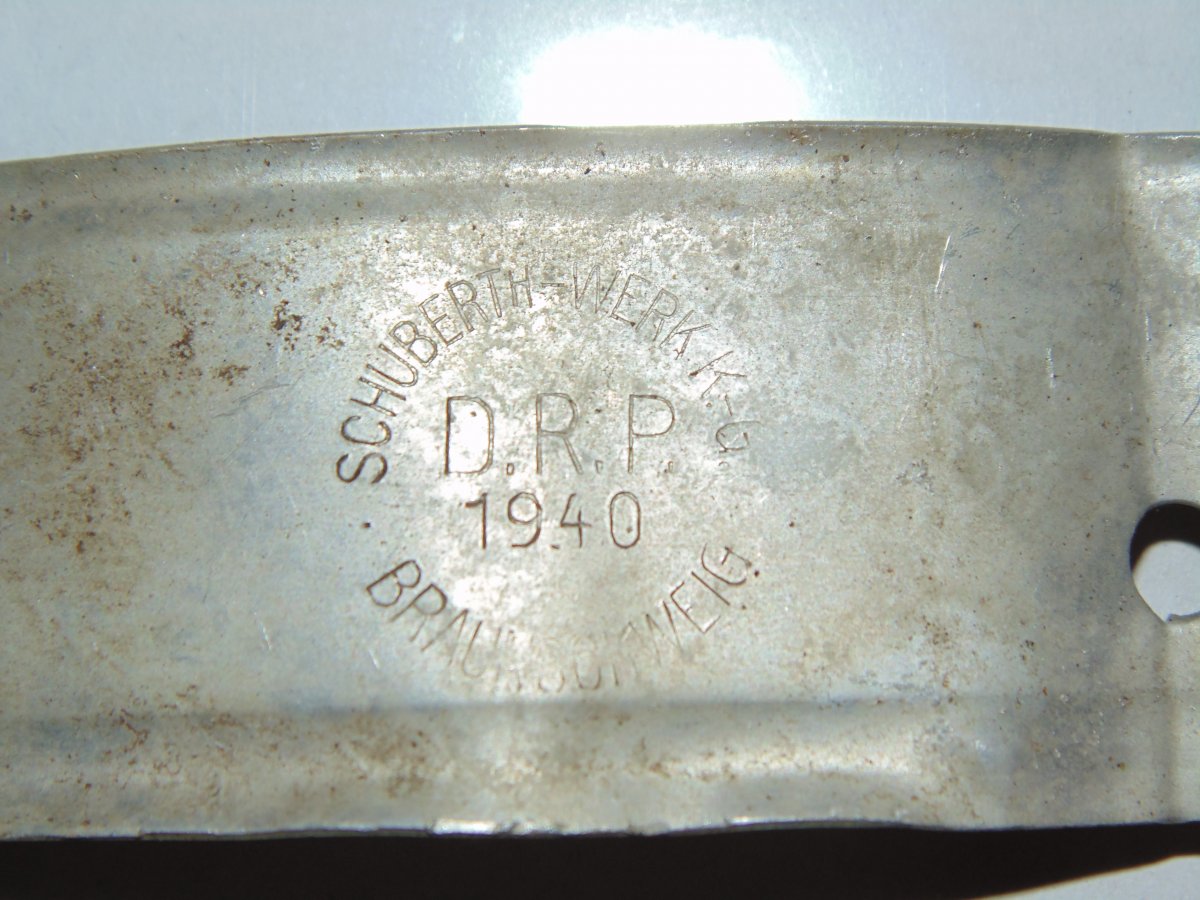 SCHUBERTH-WERK K.-G.
D.R.P.
1940
BRAUNSCHWEIG